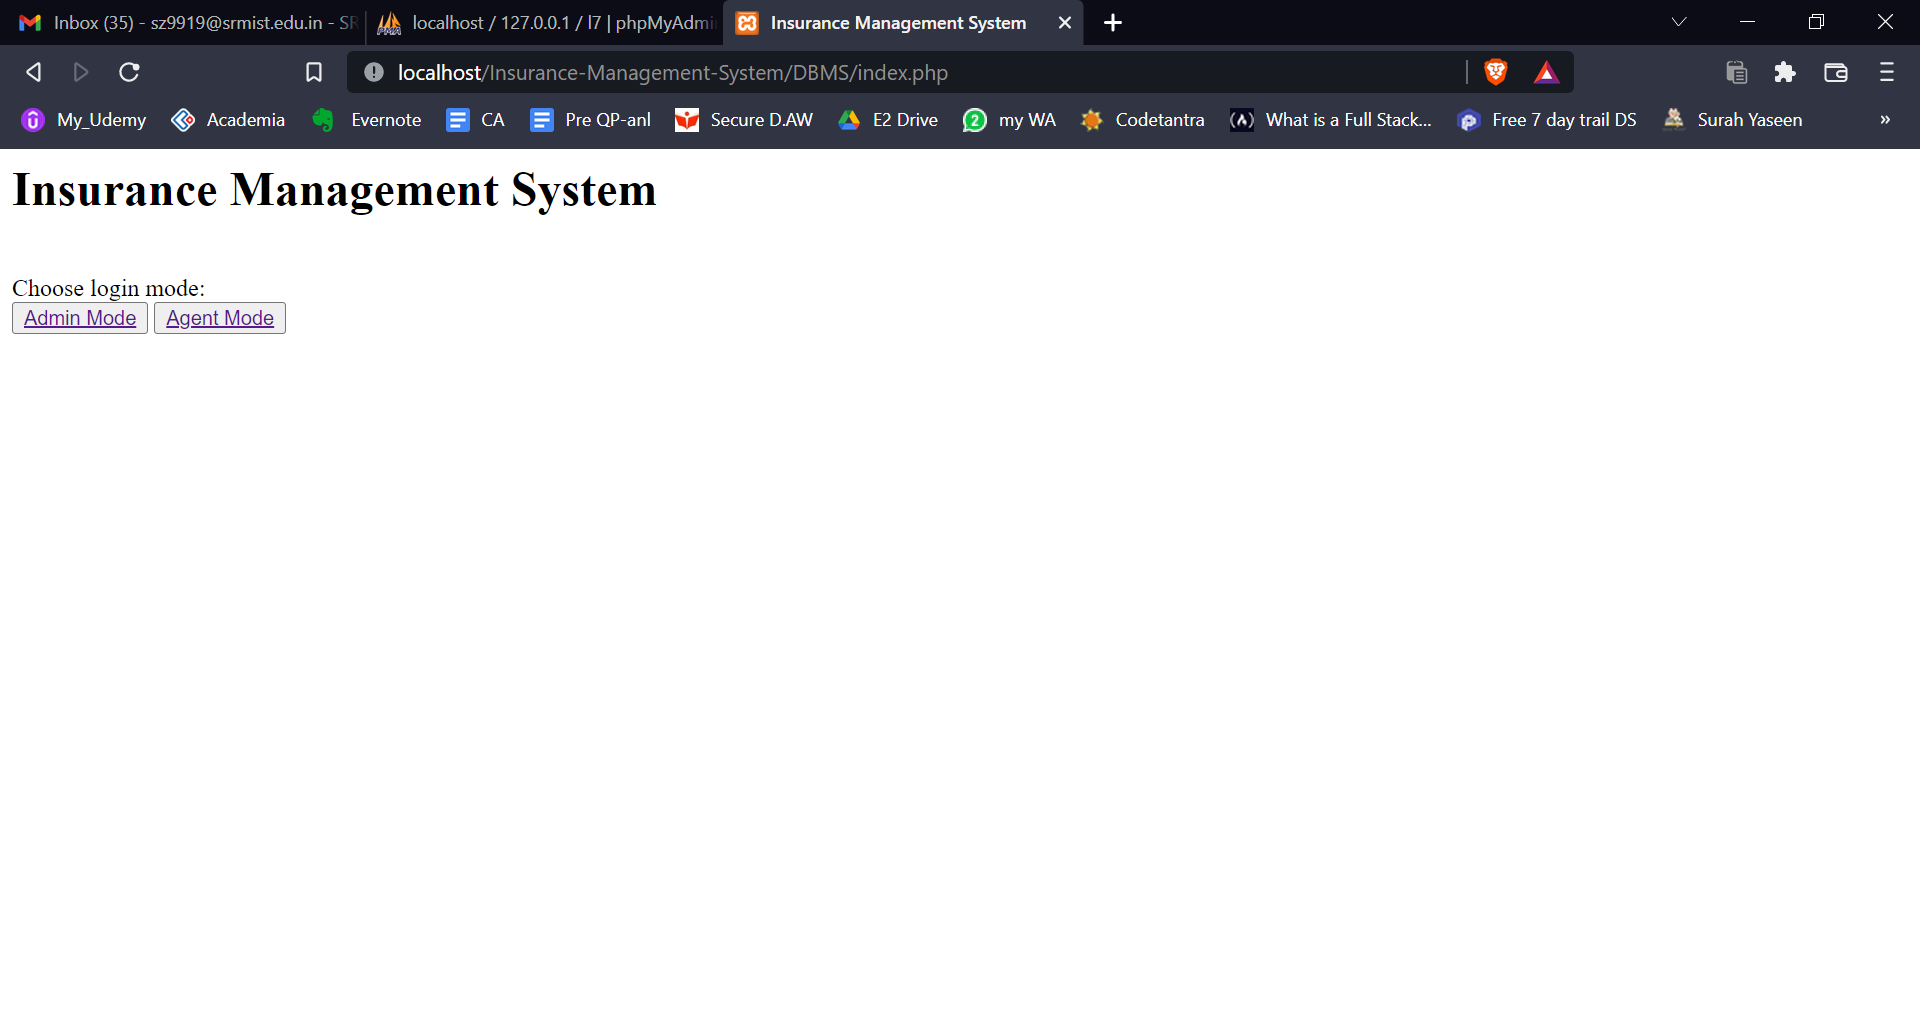 Inbox (35) - sz9919@srmist.edu.in - SR
localhost / 127.0.0.1 / l7 | phpMyAdmi
Insurance Management System
localhost/Insurance-Management-System/DBMS/index.php
My_Udemy
Academia
Evernote
CA
Pre QP-anl
Secure D.AW
E2 Drive
2
my WA
Codetantra
What is a Full Stack...
Free 7 day trail DS
Surah Yaseen
»
Insurance Management System
Choose login mode:
Admin Mode Agent Mode